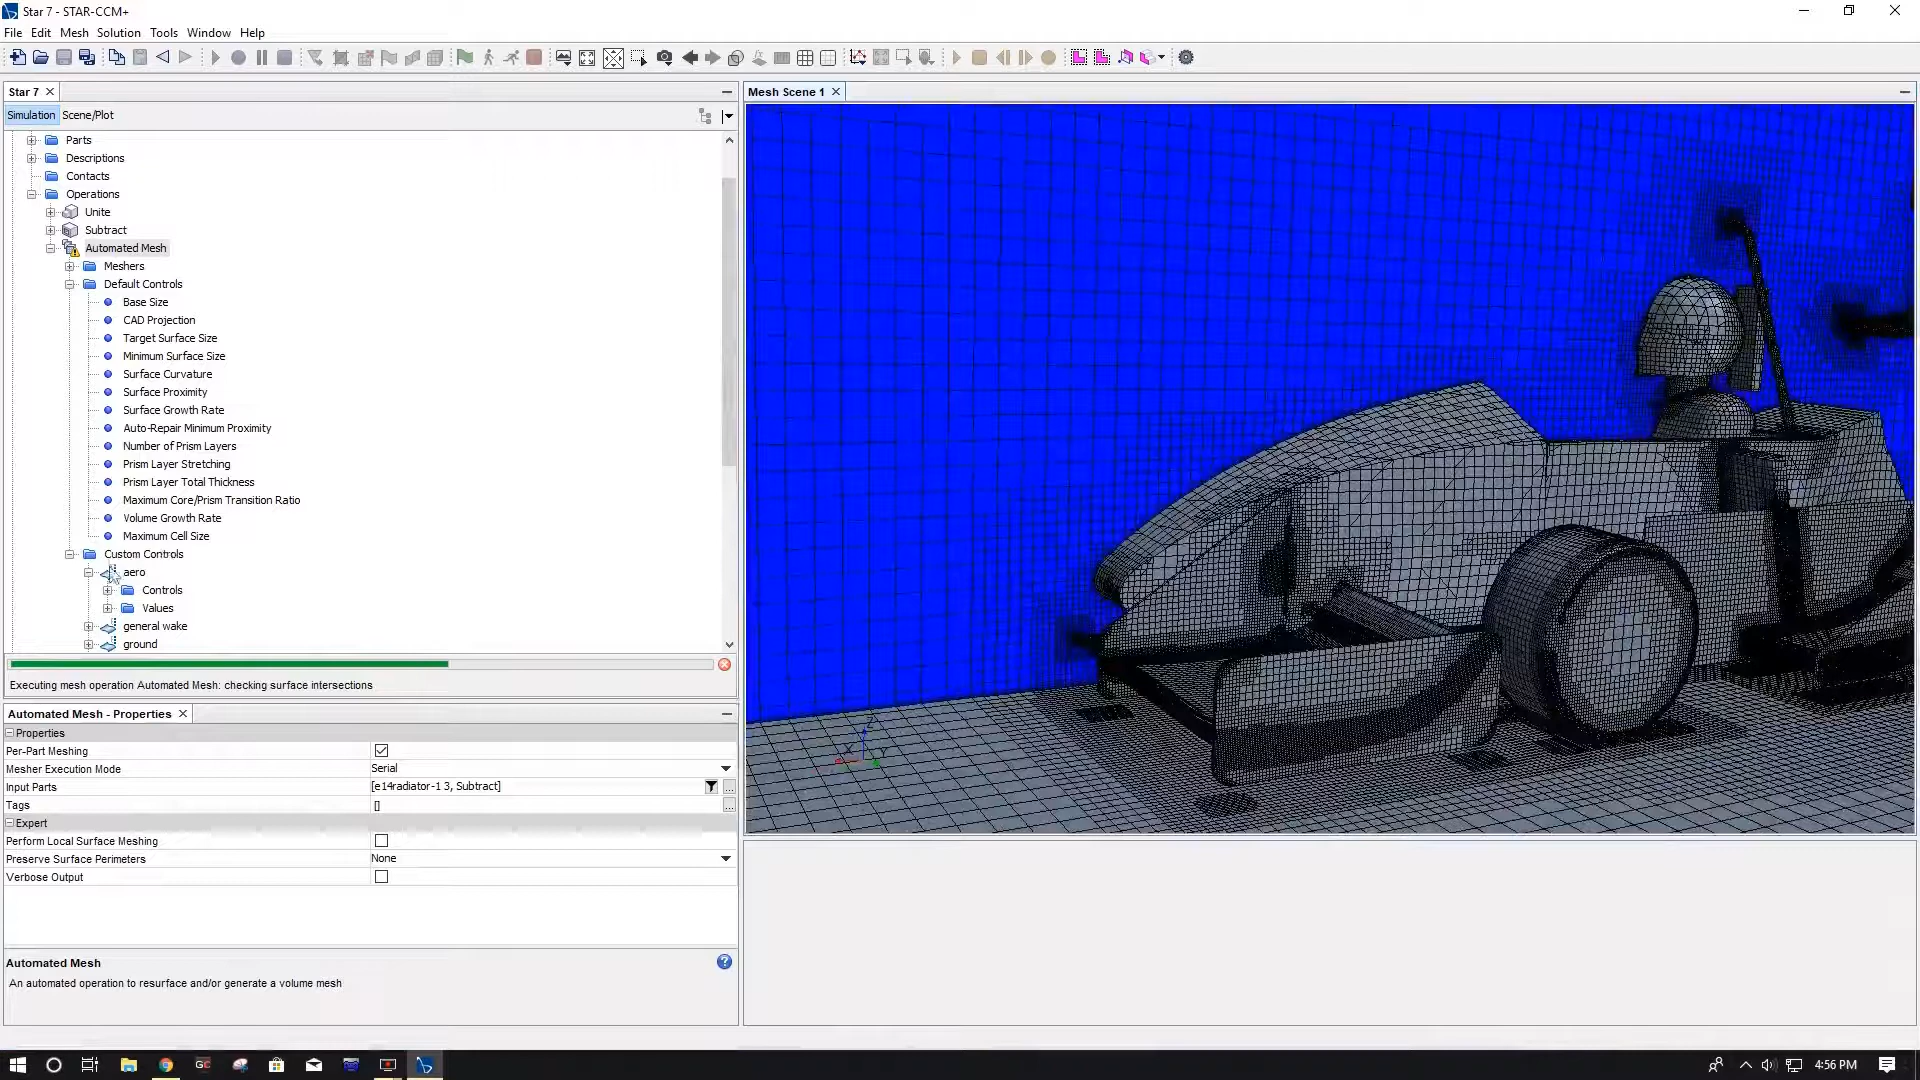 Star 7 - STAR-CCM+
File Edit Mesh Solution Tools Window Help
Star 7
Simulation Scene/Plot
Parts
Descriptions
Contacts
Operations
Unite
Subtract
Automated Mesh
Meshers
Default Controls
Base Size
CAD Projection
Target Surface Size
Minimum Surface Size
Surface Curvature
Surface Proximity
Surface Growth Rate
Auto-Repair Minimum Proximity
Number of Prism Layers
Prism Layer Stretching
Prism Layer Total Thickness
Maximum Core/Prism Transition Ratio
Volume Growth Rate
Maximum Cell Size
Custom Controls
aero
Controls
Values
general wake
ground
Executing mesh operation Automated Mesh: checking surface intersections
Automated Mesh - Properties
Properties
Per-Part Meshing
Mesher Execution Mode Serial
Input Parts [e14radiator-1 3, Subtract]
Tags []
Expert
Perform Local Surface Meshing
Preserve Surface Perimeters None
Verbose Output
Automated Mesh
An automated operation to resurface and/or generate a volume mesh
Mesh Scene 1
GC
4:56 PM